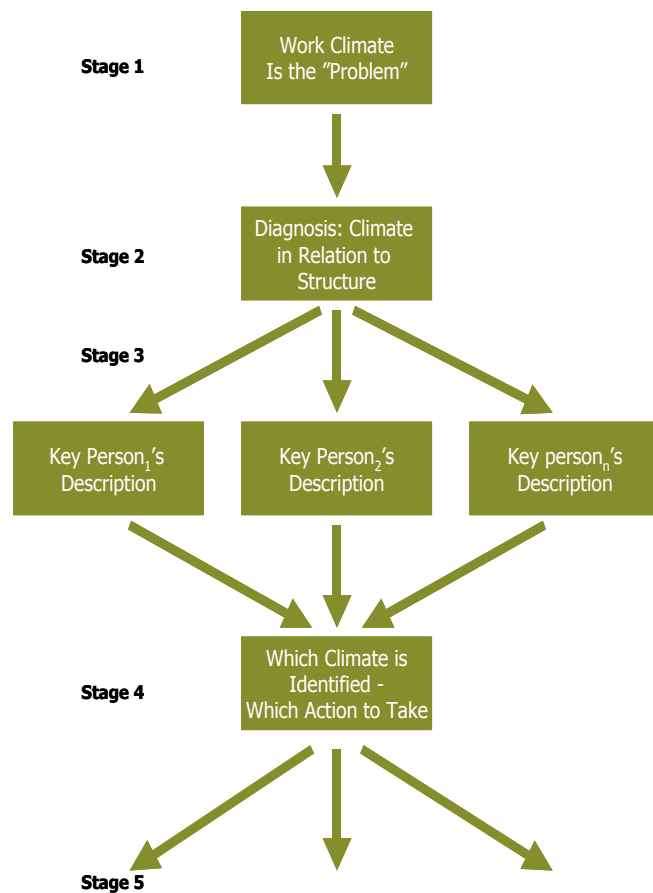 Stage 1
Work Climate
Is the ”Problem”
Stage 2
Diagnosis: Climate
in Relation to
Structure
Stage 3
Key Person₁’s
Description
Key Person₂’s
Description
Key personₙ’s
Description
Stage 4
Which Climate is
Identified -
Which Action to Take
Stage 5